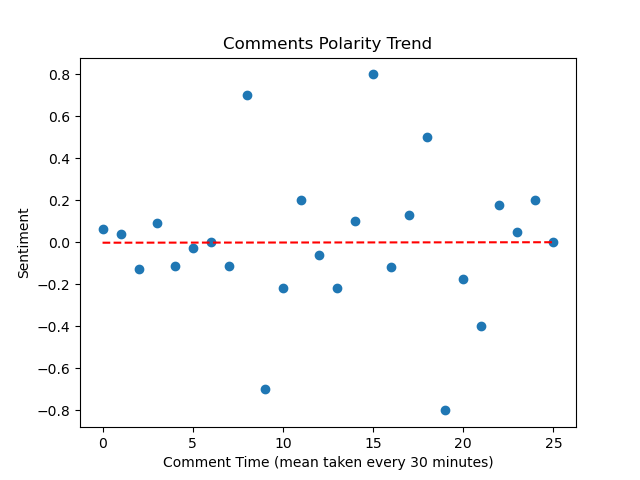 Comments Polarity Trend
0.8
0.6
0.4
0.2
0.0
−0.2
−0.4
−0.6
−0.8
Sentiment
0 5 10 15 20 25
Comment Time (mean taken every 30 minutes)